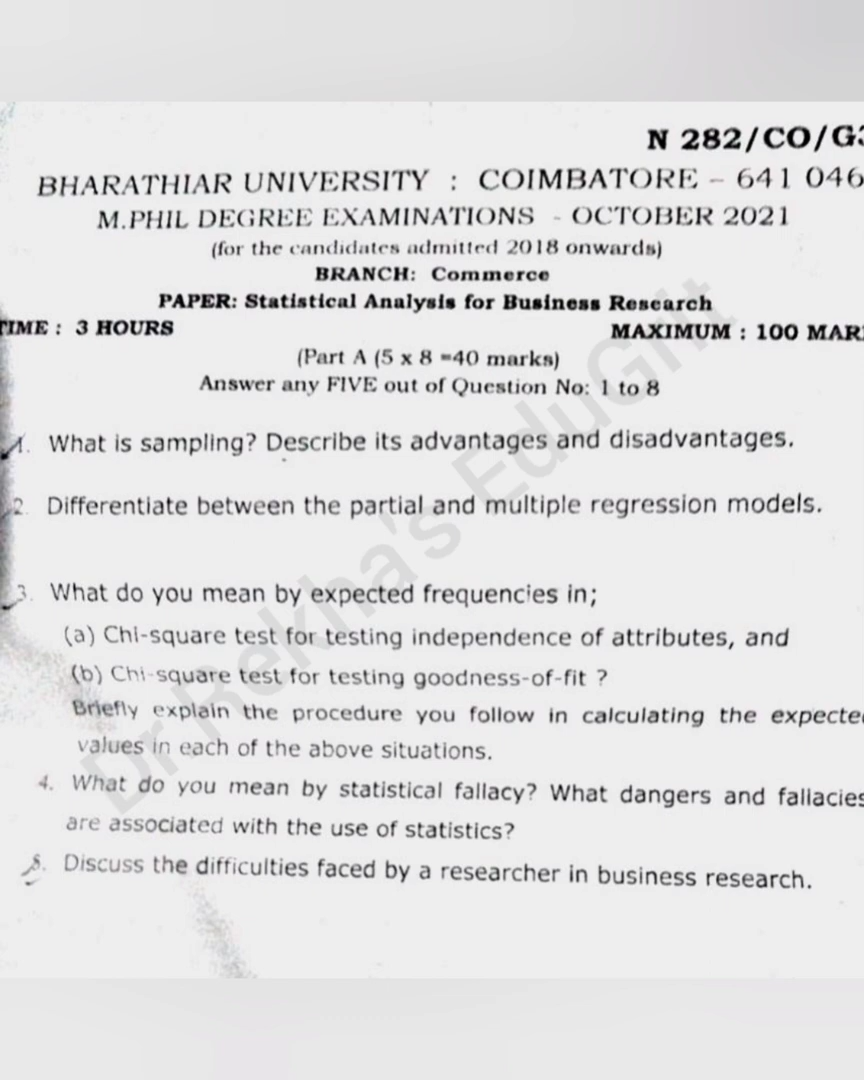 N 282/CO/G3
BHARATHIAR UNIVERSITY : COIMBATORE – 641 046
M.PHIL DEGREE EXAMINATIONS - OCTOBER 2021
(for the candidates admitted 2018 onwards)
BRANCH: Commerce
PAPER: Statistical Analysis for Business Research
TIME : 3 HOURS MAXIMUM : 100 MAR
(Part A (5 x 8 =40 marks)
Answer any FIVE out of Question No: 1 to 8
1. What is sampling? Describe its advantages and disadvantages.
2. Differentiate between the partial and multiple regression models.
3. What do you mean by expected frequencies in;
(a) Chi-square test for testing independence of attributes, and
(b) Chi-square test for testing goodness-of-fit ?
Briefly explain the procedure you follow in calculating the expected
values in each of the above situations.
4. What do you mean by statistical fallacy? What dangers and fallacies
are associated with the use of statistics?
5. Discuss the difficulties faced by a researcher in business research.
Dr.Rekha's EduGrit